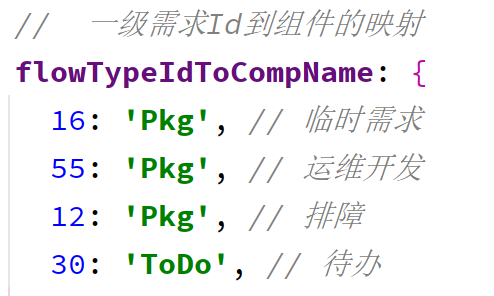 //  一级需求Id到组件的映射
flowTypeIdToCompName: {
16: 'Pkg', // 临时需求
55: 'Pkg', // 运维开发
12: 'Pkg', // 排障
30: 'ToDo', // 待办